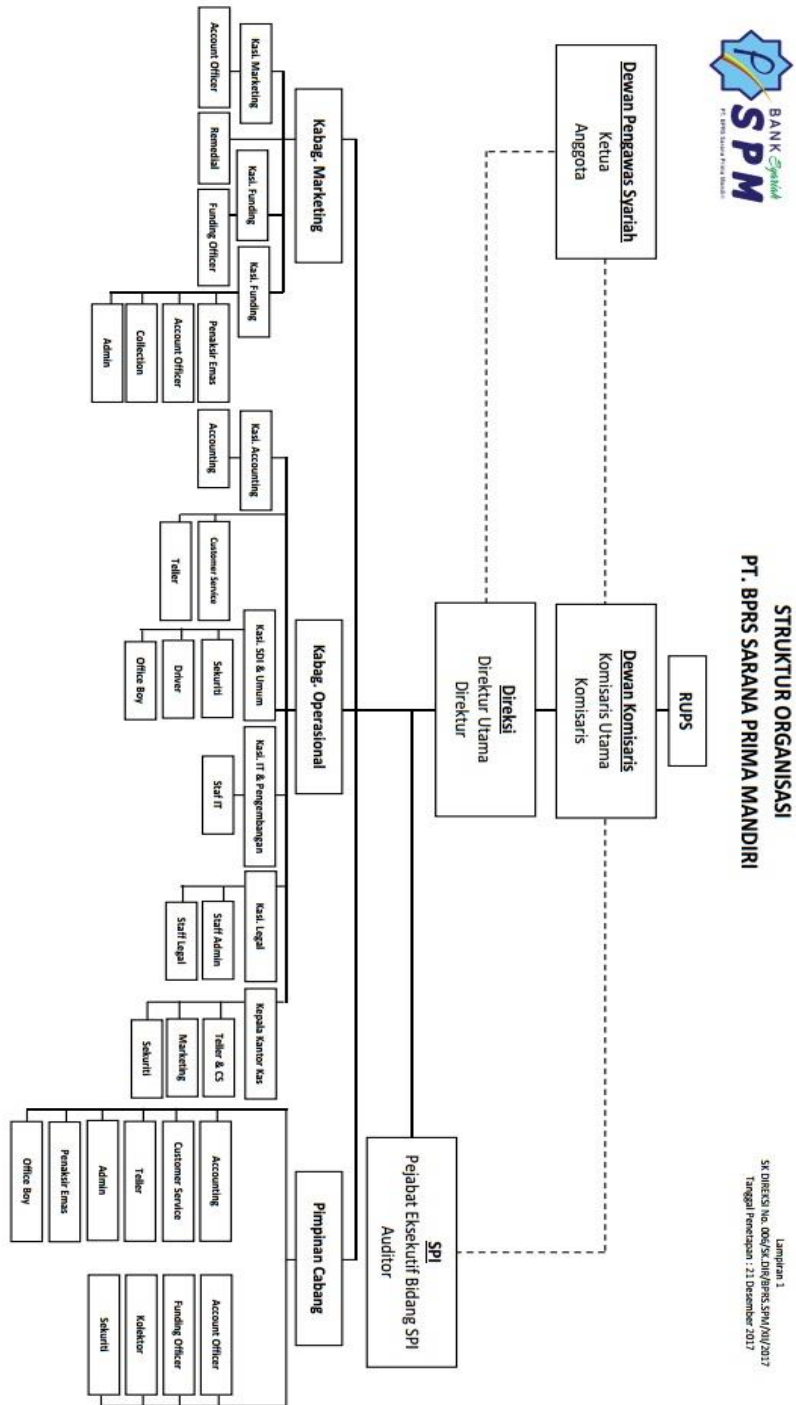 BANK Syariah
SPM
PT. BPRS Sarana Prima Mandiri
STRUKTUR ORGANISASI
PT. BPRS SARANA PRIMA MANDIRI
Lampiran 1
SK DIREKSI No. 006/SK.DIR/BPRS.SPM/XII/2017
Tanggal Penetapan : 21 Desember 2017
RUPS
Dewan Pengawas Syariah
Ketua
Anggota
Dewan Komisaris
Komisaris Utama
Komisaris
Direksi
Direktur Utama
Direktur
SPI
Pejabat Eksekutif Bidang SPI
Auditor
Kabag. Marketing
Kabag. Operasional
Pimpinan Cabang
Kasi. Marketing
Account Officer
Remedial
Kasi. Funding
Funding Officer
Kasi. Funding
Penaksir Emas
Account Officer
Collection
Admin
Kasi. Accounting
Accounting
Customer Service
Teller
Kasi. SDI & Umum
Sekuriti
Driver
Office Boy
Kasi. IT & Pengembangan
Staf IT
Kasi. Legal
Staff Admin
Staff Legal
Kepala Kantor Kas
Teller & CS
Marketing
Sekuriti
Accounting
Customer Service
Teller
Admin
Penaksir Emas
Office Boy
Account Officer
Funding Officer
Kolektor
Sekuriti